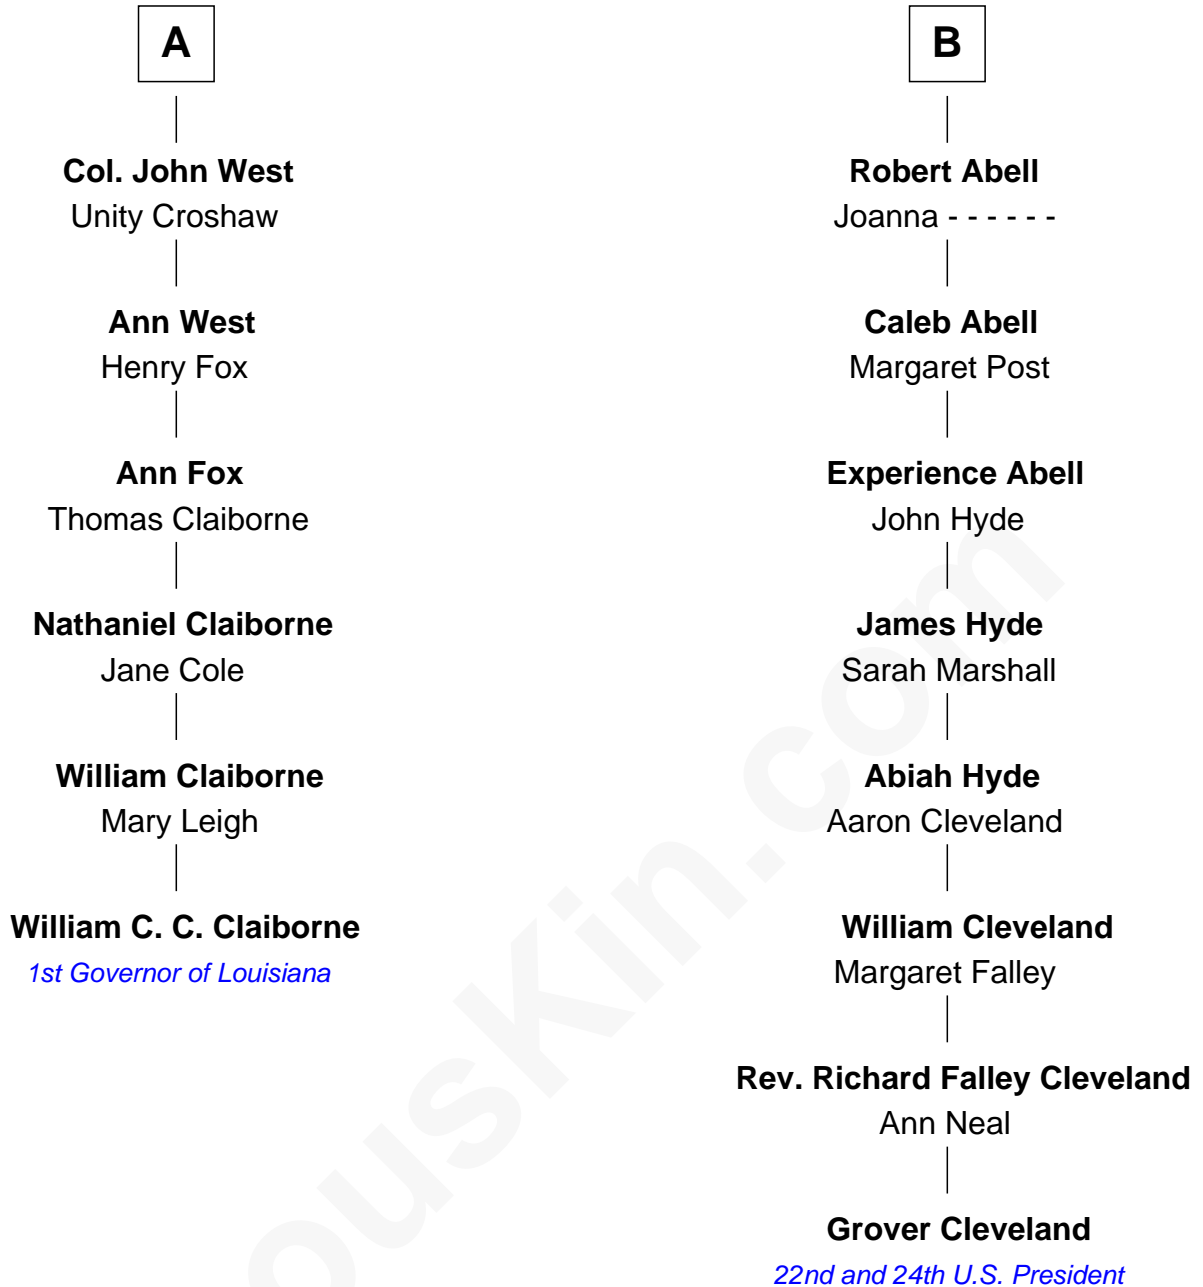 A
Col. John West
Unity Croshaw
Ann West
Henry Fox
Ann Fox
Thomas Claiborne
Nathaniel Claiborne
Jane Cole
William Claiborne
Mary Leigh
William C. C. Claiborne
1st Governor of Louisiana
B
Robert Abell
Joanna - - - - - -
Caleb Abell
Margaret Post
Experience Abell
John Hyde
James Hyde
Sarah Marshall
Abiah Hyde
Aaron Cleveland
William Cleveland
Margaret Falley
Rev. Richard Falley Cleveland
Ann Neal
Grover Cleveland
22nd and 24th U.S. President
ousKin.com